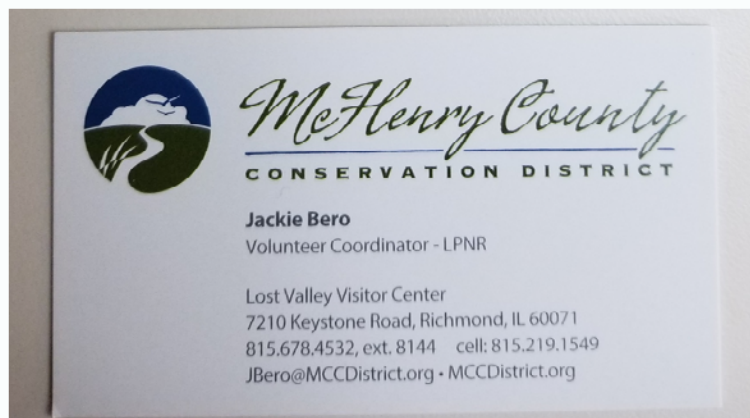 McHenry County
CONSERVATION DISTRICT
Jackie Bero
Volunteer Coordinator - LPNR
Lost Valley Visitor Center
7210 Keystone Road, Richmond, IL 60071
815.678.4532, ext. 8144 cell: 815.219.1549
JBero@MCCDistrict.org • MCCDistrict.org